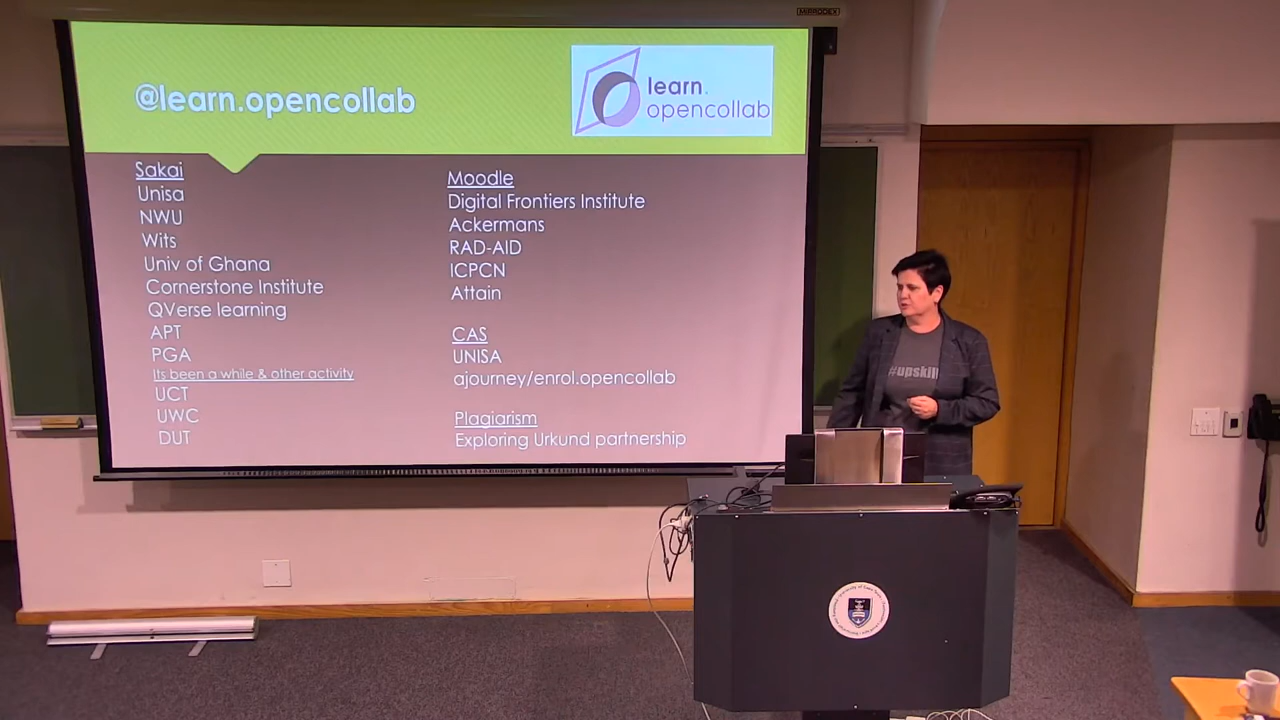 MIRRODEX
@learn.opencollab
learn.
opencollab
Sakai
Unisa
NWU
Wits
Univ of Ghana
Cornerstone Institute
QVerse learning
APT
PGA
Its been a while & other activity
UCT
UWC
DUT
Moodle
Digital Frontiers Institute
Ackermans
RAD-AID
ICPCN
Attain
CAS
UNISA
ajourney/enrol.opencollab
Plagiarism
Exploring Urkund partnership
#upskill